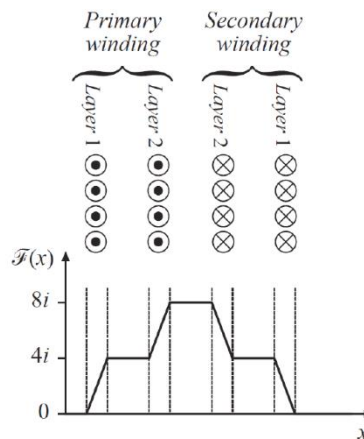 Primary
winding
Secondary
winding
Layer 1
Layer 2
Layer 2
Layer 1
ℱ(x)
8i
4i
0
x